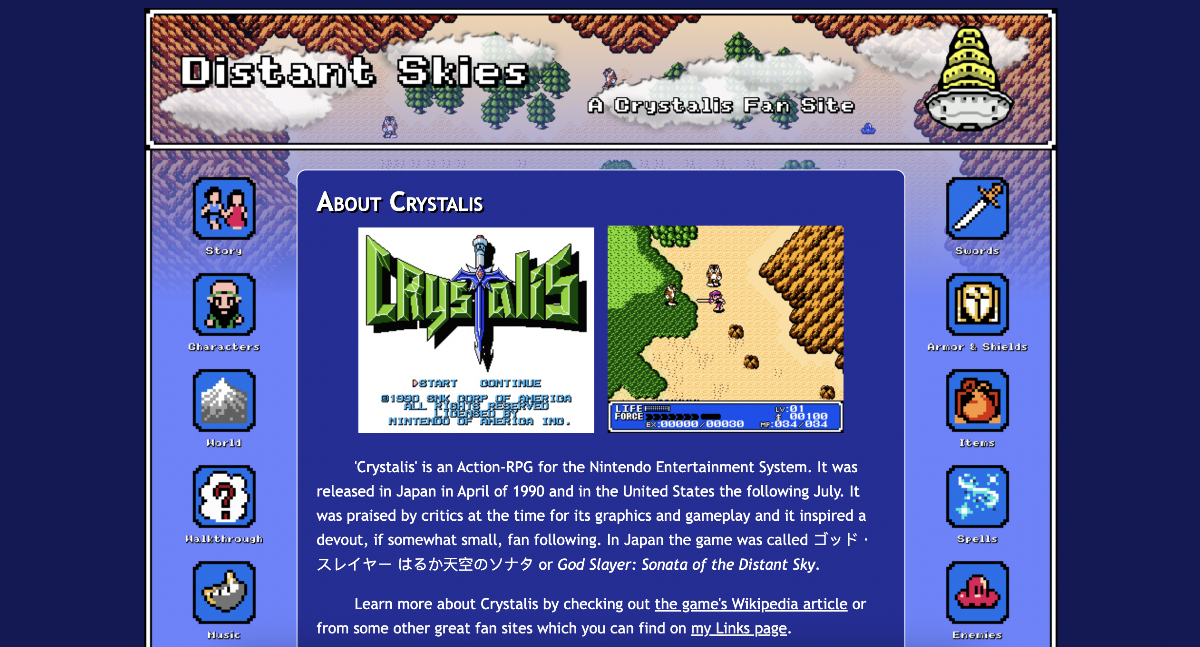 Distant Skies
A Crystalis Fan Site
Story
Characters
World
Walkthrough
Music
About Crystalis
CRYSTALIS
START CONTINUE
©1990 SNK CORP OF AMERICA
ALL RIGHTS RESERVED
LICENSED BY
NINTENDO OF AMERICA INC.
LIFE LV:01
FORCE 00100
EX:00000/00030 MP:034/034
'Crystalis' is an Action-RPG for the Nintendo Entertainment System. It was
released in Japan in April of 1990 and in the United States the following July. It
was praised by critics at the time for its graphics and gameplay and it inspired a
devout, if somewhat small, fan following. In Japan the game was called ゴッド・
スレイヤー はるか天空のソナタ or God Slayer: Sonata of the Distant Sky.
Learn more about Crystalis by checking out the game's Wikipedia article or
from some other great fan sites which you can find on my Links page.
Swords
Armor & Shields
Items
Spells
Enemies